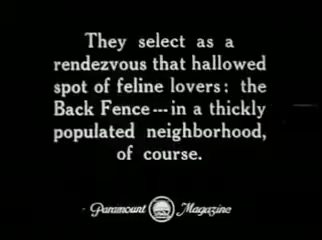 They select as a
rendezvous that hallowed
spot of feline lovers: the
Back Fence---in a thickly
populated neighborhood,
of course.
Paramount Magazine